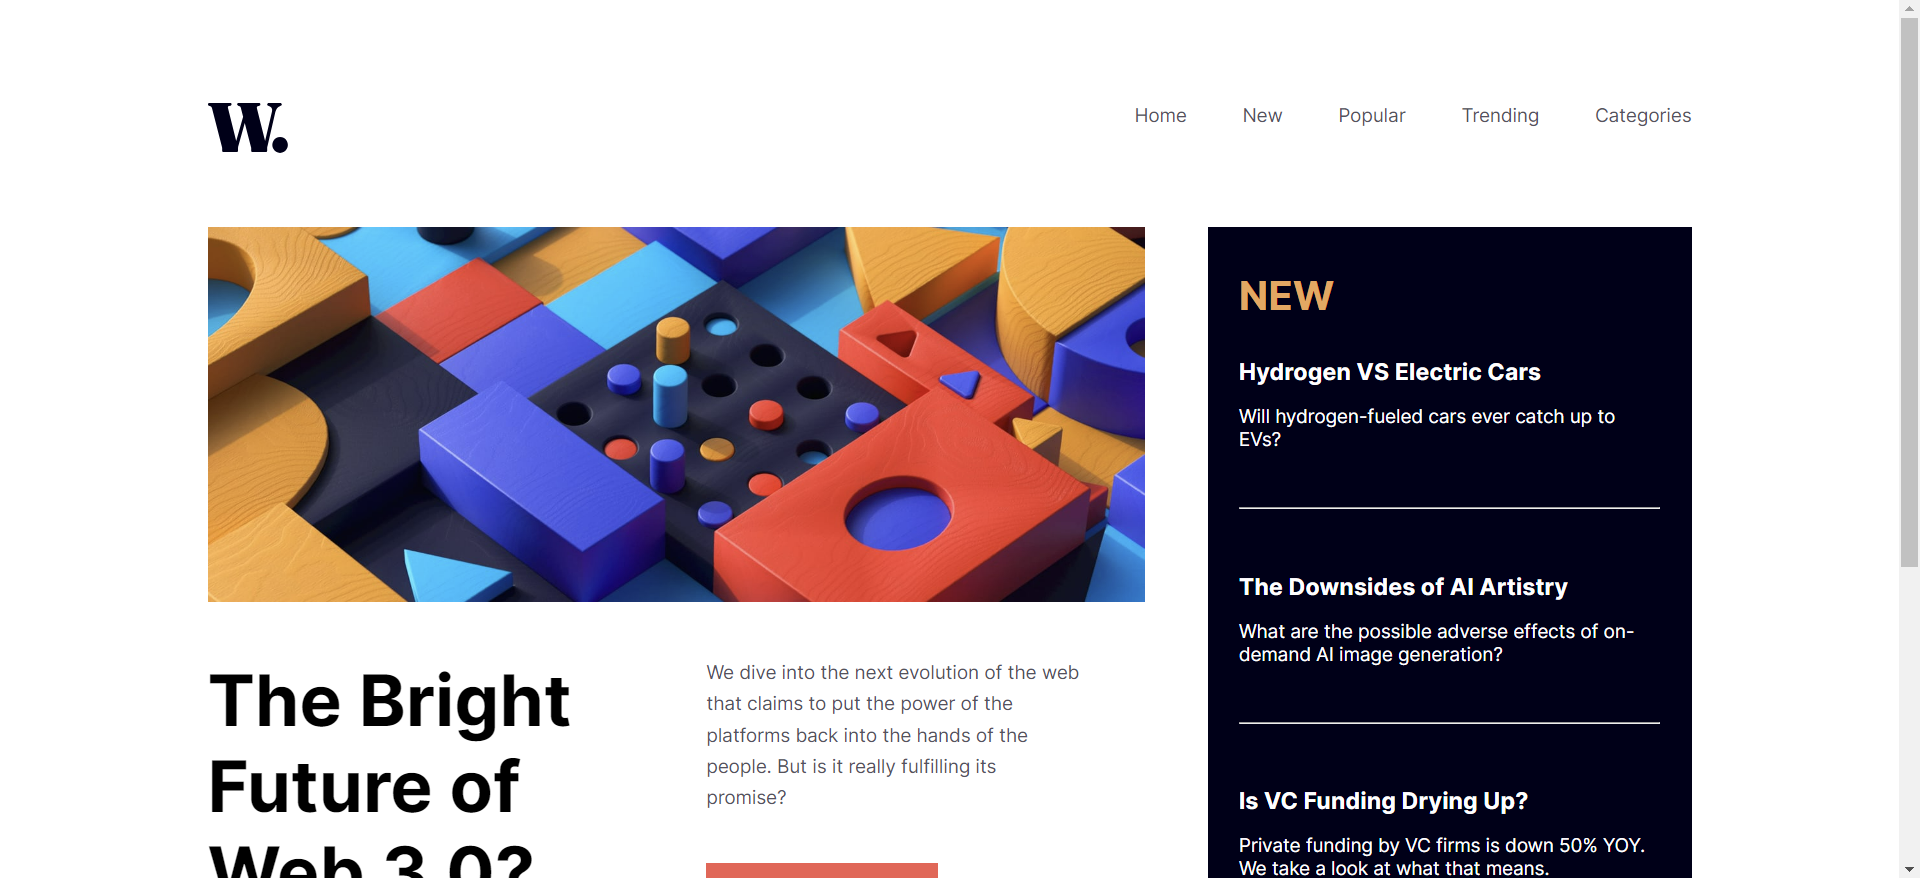 W.
Home New Popular Trending Categories
The Bright
Future of
Web 3.0?
We dive into the next evolution of the web
that claims to put the power of the
platforms back into the hands of the
people. But is it really fulfilling its
promise?
NEW
Hydrogen VS Electric Cars
Will hydrogen-fueled cars ever catch up to
EVs?
The Downsides of AI Artistry
What are the possible adverse effects of on-
demand AI image generation?
Is VC Funding Drying Up?
Private funding by VC firms is down 50% YOY.
We take a look at what that means.